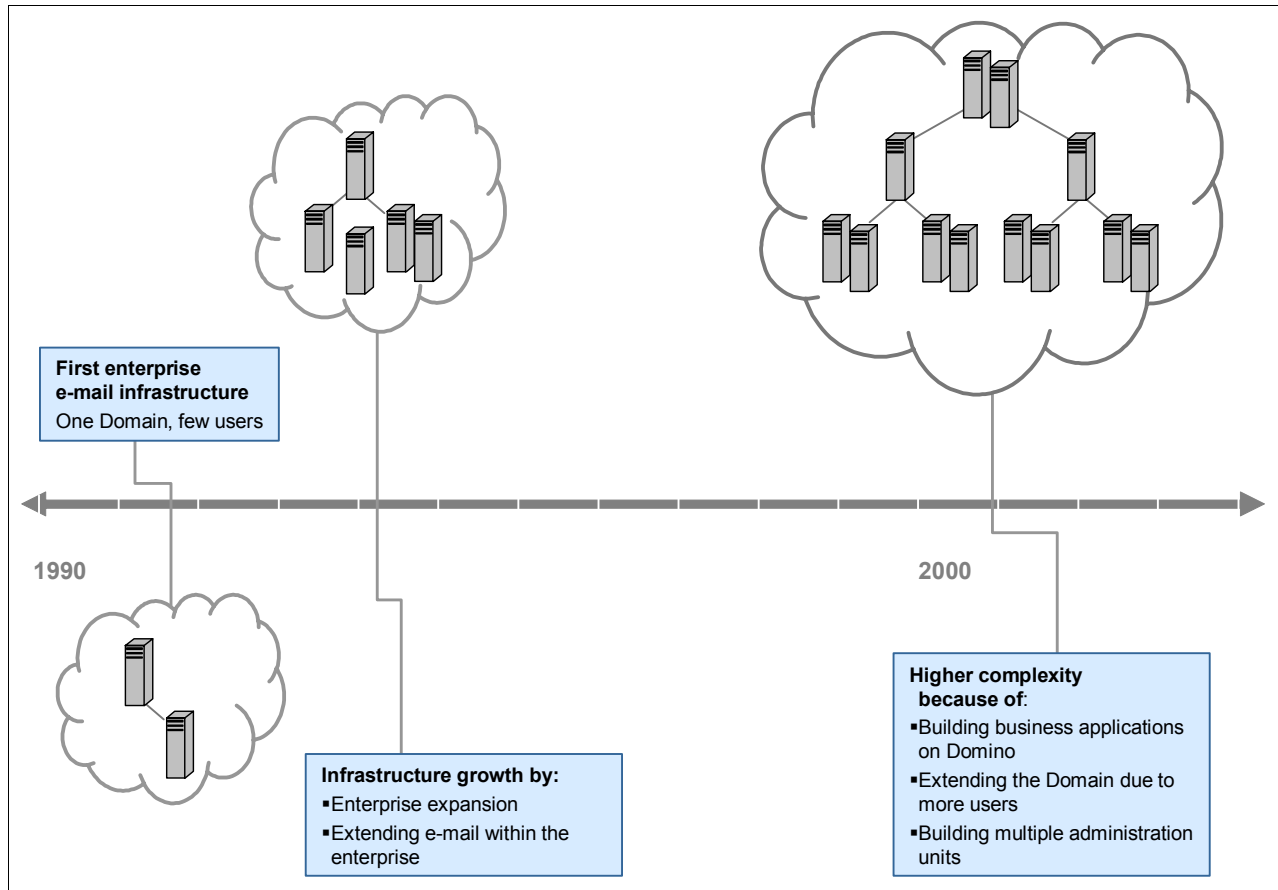 First enterprise
e-mail infrastructure
One Domain, few users
1990
2000
Infrastructure growth by:
▪Enterprise expansion
▪Extending e-mail within the
enterprise
Higher complexity
because of:
▪Building business applications
on Domino
▪Extending the Domain due to
more users
▪Building multiple administration
units